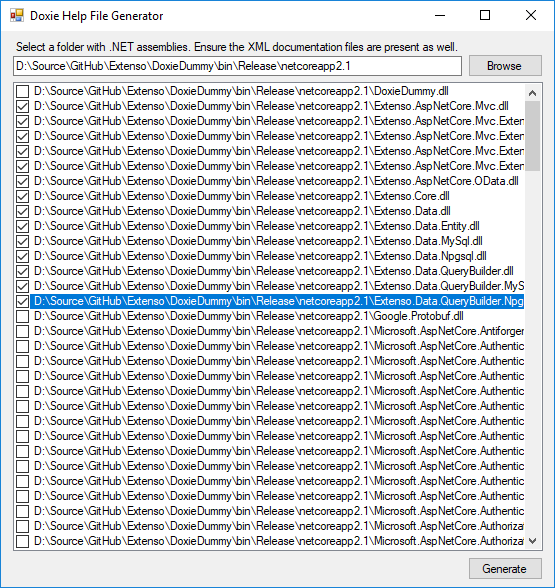 Doxie Help File Generator
Select a folder with .NET assemblies. Ensure the XML documentation files are present as well.
D:\Source\GitHub\Extenso\DoxieDummy\bin\Release\netcoreapp2.1
Browse
D:\Source\GitHub\Extenso\DoxieDummy\bin\Release\netcoreapp2.1\DoxieDummy.dll
D:\Source\GitHub\Extenso\DoxieDummy\bin\Release\netcoreapp2.1\Extenso.AspNetCore.Mvc.dll
D:\Source\GitHub\Extenso\DoxieDummy\bin\Release\netcoreapp2.1\Extenso.AspNetCore.Mvc.Exten
D:\Source\GitHub\Extenso\DoxieDummy\bin\Release\netcoreapp2.1\Extenso.AspNetCore.Mvc.Exten
D:\Source\GitHub\Extenso\DoxieDummy\bin\Release\netcoreapp2.1\Extenso.AspNetCore.Mvc.Exten
D:\Source\GitHub\Extenso\DoxieDummy\bin\Release\netcoreapp2.1\Extenso.AspNetCore.Mvc.Exten
D:\Source\GitHub\Extenso\DoxieDummy\bin\Release\netcoreapp2.1\Extenso.AspNetCore.OData.dll
D:\Source\GitHub\Extenso\DoxieDummy\bin\Release\netcoreapp2.1\Extenso.Core.dll
D:\Source\GitHub\Extenso\DoxieDummy\bin\Release\netcoreapp2.1\Extenso.Data.dll
D:\Source\GitHub\Extenso\DoxieDummy\bin\Release\netcoreapp2.1\Extenso.Data.Entity.dll
D:\Source\GitHub\Extenso\DoxieDummy\bin\Release\netcoreapp2.1\Extenso.Data.MySql.dll
D:\Source\GitHub\Extenso\DoxieDummy\bin\Release\netcoreapp2.1\Extenso.Data.Npgsql.dll
D:\Source\GitHub\Extenso\DoxieDummy\bin\Release\netcoreapp2.1\Extenso.Data.QueryBuilder.dll
D:\Source\GitHub\Extenso\DoxieDummy\bin\Release\netcoreapp2.1\Extenso.Data.QueryBuilder.MyS
D:\Source\GitHub\Extenso\DoxieDummy\bin\Release\netcoreapp2.1\Extenso.Data.QueryBuilder.Npg
D:\Source\GitHub\Extenso\DoxieDummy\bin\Release\netcoreapp2.1\Google.Protobuf.dll
D:\Source\GitHub\Extenso\DoxieDummy\bin\Release\netcoreapp2.1\Microsoft.AspNetCore.Antiforger
D:\Source\GitHub\Extenso\DoxieDummy\bin\Release\netcoreapp2.1\Microsoft.AspNetCore.Authentic
D:\Source\GitHub\Extenso\DoxieDummy\bin\Release\netcoreapp2.1\Microsoft.AspNetCore.Authentic
D:\Source\GitHub\Extenso\DoxieDummy\bin\Release\netcoreapp2.1\Microsoft.AspNetCore.Authentic
D:\Source\GitHub\Extenso\DoxieDummy\bin\Release\netcoreapp2.1\Microsoft.AspNetCore.Authentic
D:\Source\GitHub\Extenso\DoxieDummy\bin\Release\netcoreapp2.1\Microsoft.AspNetCore.Authentic
D:\Source\GitHub\Extenso\DoxieDummy\bin\Release\netcoreapp2.1\Microsoft.AspNetCore.Authentic
D:\Source\GitHub\Extenso\DoxieDummy\bin\Release\netcoreapp2.1\Microsoft.AspNetCore.Authentic
D:\Source\GitHub\Extenso\DoxieDummy\bin\Release\netcoreapp2.1\Microsoft.AspNetCore.Authentic
D:\Source\GitHub\Extenso\DoxieDummy\bin\Release\netcoreapp2.1\Microsoft.AspNetCore.Authentic
D:\Source\GitHub\Extenso\DoxieDummy\bin\Release\netcoreapp2.1\Microsoft.AspNetCore.Authentic
D:\Source\GitHub\Extenso\DoxieDummy\bin\Release\netcoreapp2.1\Microsoft.AspNetCore.Authentic
D:\Source\GitHub\Extenso\DoxieDummy\bin\Release\netcoreapp2.1\Microsoft.AspNetCore.Authentic
D:\Source\GitHub\Extenso\DoxieDummy\bin\Release\netcoreapp2.1\Microsoft.AspNetCore.Authoriza
D:\Source\GitHub\Extenso\DoxieDummy\bin\Release\netcoreapp2.1\Microsoft.AspNetCore.Authoriza
Generate